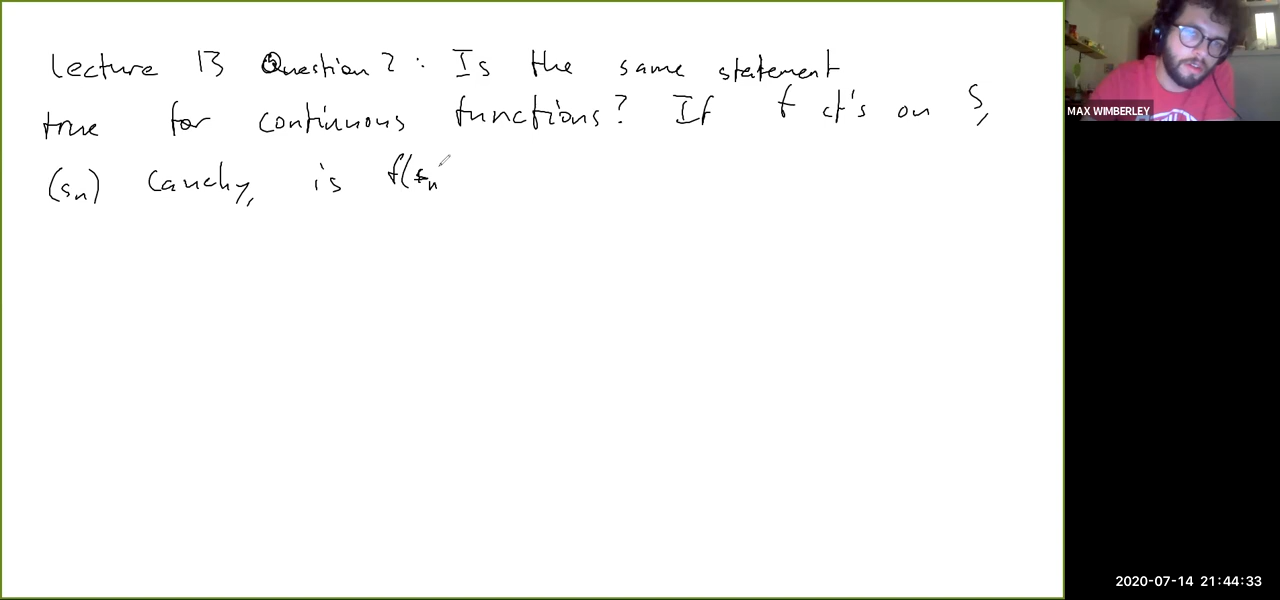 Lecture 13 Question 2 : Is the same statement
true for continuous functions? If f ct's on S,
(sn) Cauchy, is f(sn
MAX WIMBERLEY
2020-07-14 21:44:33